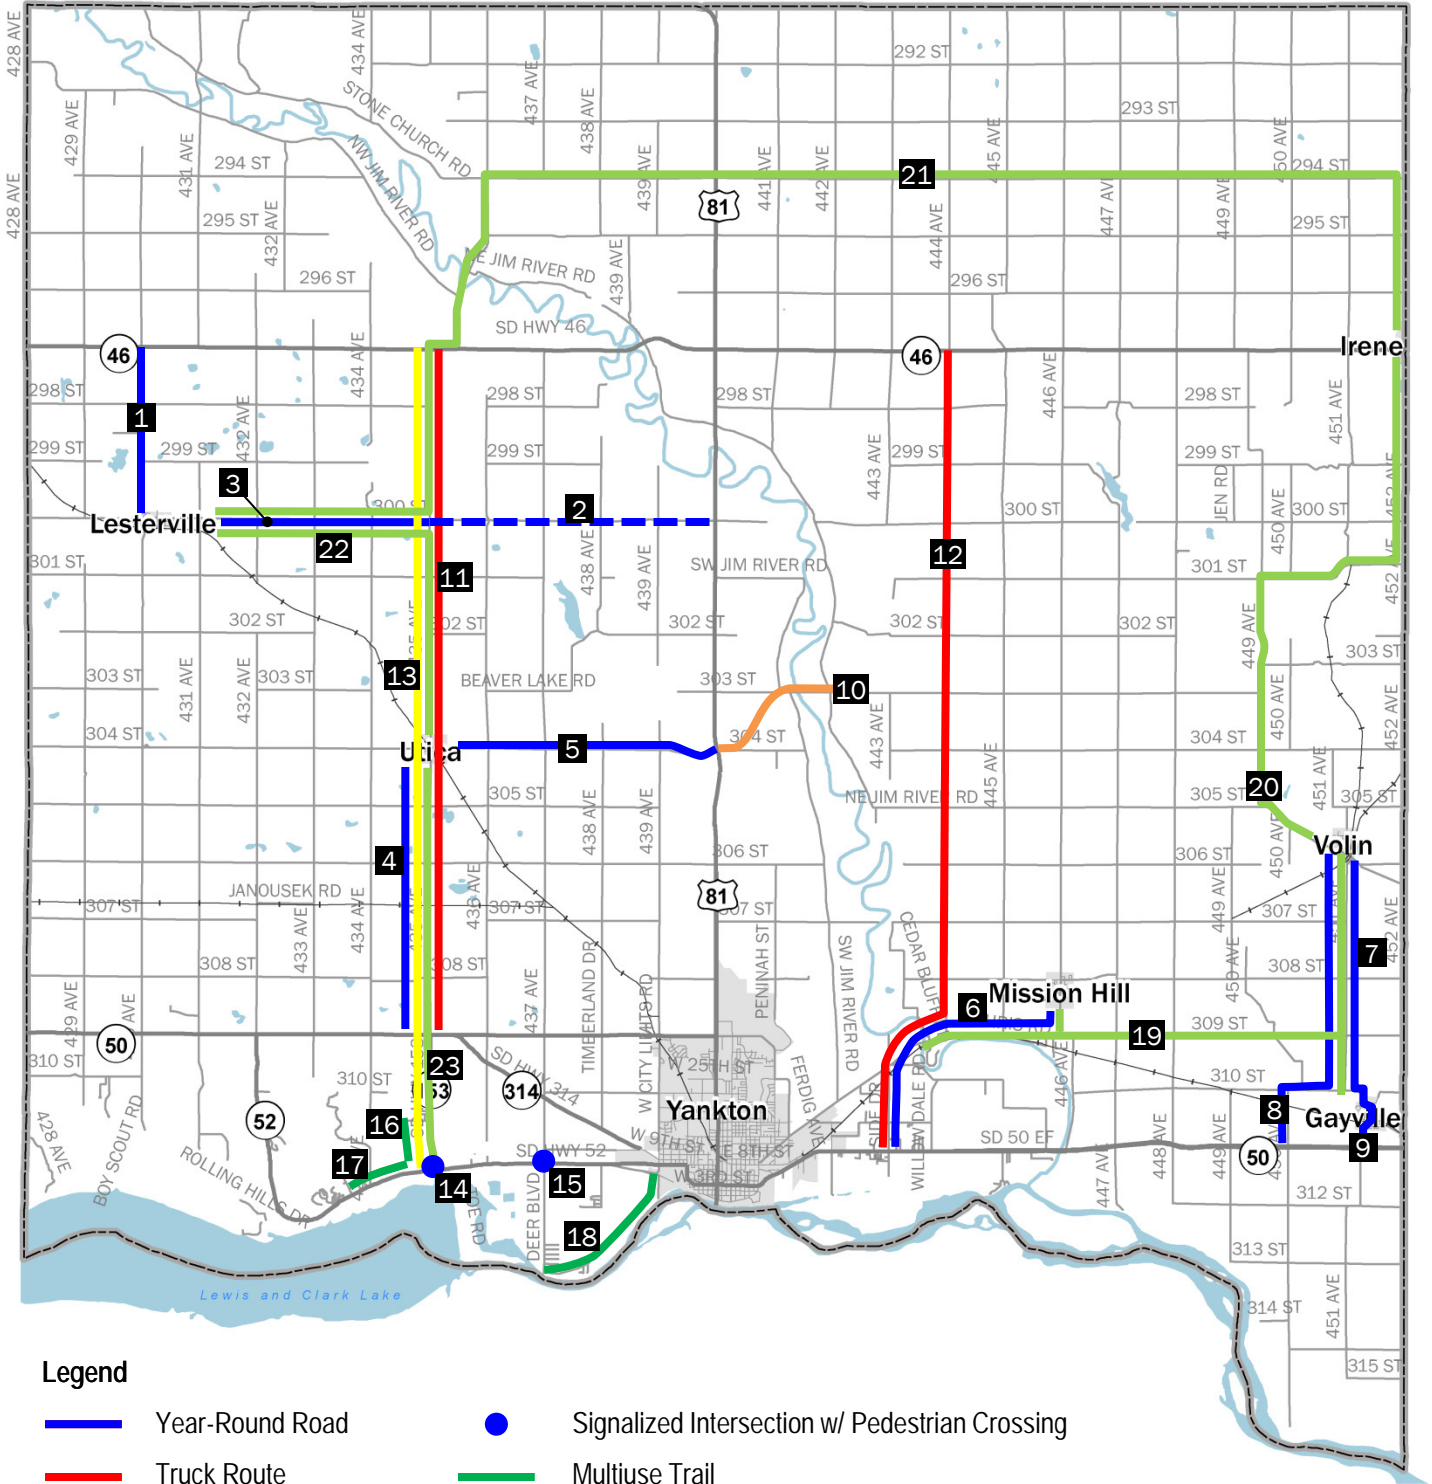 428 AVE
434 AVE
292 ST
437 AVE
STONE CHURCH RD
438 AVE
293 ST
429 AVE
431 AVE
NW JIM RIVER RD
445 AVE
294 ST
439 AVE
441 AVE
442 AVE
21
294 ST
428 AVE
447 AVE
449 AVE
81
295 ST
432 AVE
444 AVE
295 ST
NE JIM RIVER RD
439 AVE
296 ST
296 ST
SD HWY 46
46
434 AVE
46
Irene
298 ST
298 ST
298 ST
446 AVE
298 ST
451 AVE
1
432 AVE
299 ST
299 ST
299 ST
443 AVE
299 ST
299 ST
3
300 ST
2
300 ST
JEN RD
450 AVE
300 ST
452 AVE
Lesterville
22
301 ST
11
438 AVE
439 AVE
SW JIM RIVER RD
12
301 ST
452 AVE
302 ST
302 ST
302 ST
302 ST
302 ST
449 AVE
303 ST
303 ST
431 AVE
432 AVE
303 ST
13
BEAVER LAKE RD
303 ST
10
450 AVE
452 AVE
304 ST
Utica
5
304 ST
443 AVE
445 AVE
304 ST
451 AVE
305 ST
438 AVE
439 AVE
NE JIM RIVER RD
305 ST
20
305 ST
4
306 ST
306 ST
450 AVE
Volin
JANOUSEK RD
307 ST
433 AVE
434 AVE
435 AVE
436 AVE
307 ST
81
307 ST
449 AVE
307 ST
452 AVE
308 ST
308 ST
437 AVE
TIMBERLAND DR
PENINAH ST
SW JIM RIVER RD
308 ST
7
429 AVE
W CITY LIMITS RD
6
Mission Hill
19
309 ST
50
310 ST
310 ST
23
SD HWY 314
314
W 25TH ST
FERDIG AVE
446 AVE
310 ST
428 AVE
BOY SCOUT RD
52
16
Yankton
8
Gayville
17
ROLLING HILLS DR
SD HWY 52
W 9TH ST
E 8TH ST
SD 50 EF
448 AVE
449 AVE
50
9
14
15
DEER BLVD
W 3RD ST
447 AVE
312 ST
18
313 ST
Lewis and Clark Lake
314 ST
451 AVE
315 ST
Legend
Year-Round Road
Signalized Intersection w/ Pedestrian Crossing
Truck Route
Multiuse Trail